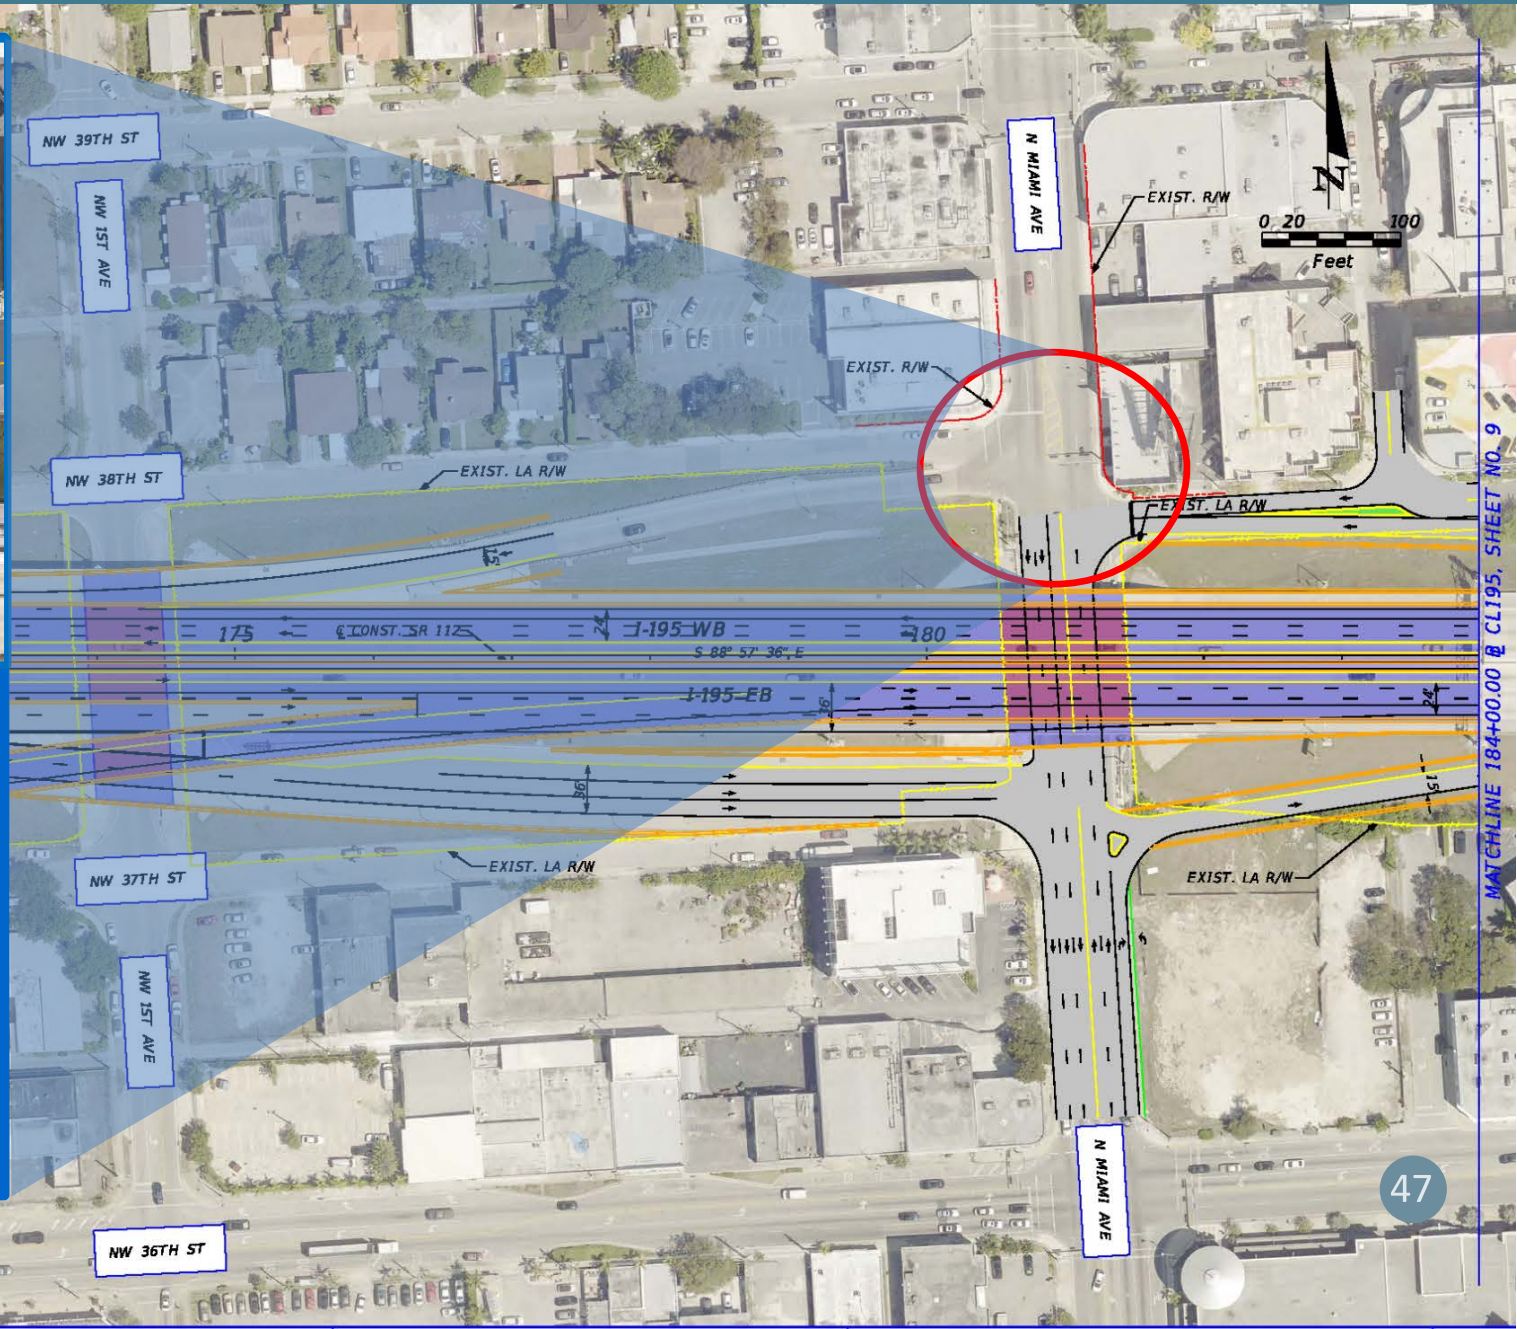 NW 39TH ST
NW 1ST AVE
N MIAMI AVE
EXIST. R/W
0 20 100
Feet
N
EXIST. R/W
NW 38TH ST
EXIST. LA R/W
EXIST. LA R/W
15'
175
℄ CONST. SR 112
24'
I-195 WB
180
S 88° 57' 36" E
I-195 EB
36'
24'
36'
15'
NW 37TH ST
EXIST. LA R/W
EXIST. LA R/W
NW 1ST AVE
N MIAMI AVE
NW 36TH ST
MATCHLINE 184+00.00 ℄ CL195, SHEET NO. 9
47